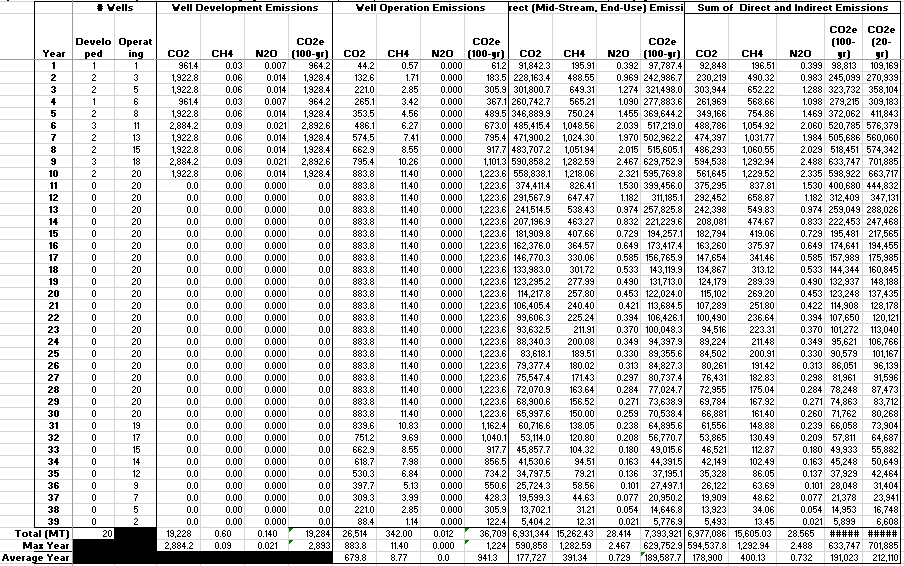 # Wells Well Development Emissions Well Operation Emissions rect (Mid-Stream, End-Use) Emissi Sum of Direct and Indirect Emissions
CO2e CO2e
Develo Operat CO2e CO2e CO2e (100- (20-
Year ped ing CO2 CH4 N2O (100-yr) CO2 CH4 N2O (100-yr) CO2 CH4 N2O (100-yr) CO2 CH4 N2O yr) yr)
1 1 1 961.4 0.03 0.007 964.2 44.2 0.57 0.000 61.2 91,842.3 195.91 0.392 97,787.4 92,848 196.51 0.399 98,813 109,169
2 2 3 1,922.8 0.06 0.014 1,928.4 132.6 1.71 0.000 183.5 228,163.4 488.55 0.969 242,986.7 230,219 490.32 0.983 245,099 270,939
3 2 5 1,922.8 0.06 0.014 1,928.4 221.0 2.85 0.000 305.9 301,800.7 649.31 1.274 321,498.0 303,944 652.22 1.288 323,732 358,104
4 1 6 961.4 0.03 0.007 964.2 265.1 3.42 0.000 367.1 260,742.7 565.21 1.090 277,883.6 261,969 568.66 1.098 279,215 309,183
5 2 8 1,922.8 0.06 0.014 1,928.4 353.5 4.56 0.000 489.5 346,889.9 750.24 1.455 369,644.2 349,166 754.86 1.469 372,062 411,843
6 3 11 2,884.2 0.09 0.021 2,892.6 486.1 6.27 0.000 673.0 485,415.4 1,048.56 2.039 517,219.0 488,786 1,054.92 2.060 520,785 576,379
7 2 13 1,922.8 0.06 0.014 1,928.4 574.5 7.41 0.000 795.4 471,900.2 1,024.30 1.970 502,962.2 474,397 1,031.77 1.984 505,686 560,060
8 2 15 1,922.8 0.06 0.014 1,928.4 662.9 8.55 0.000 917.7 483,707.2 1,051.94 2.015 515,605.1 486,293 1,060.55 2.029 518,451 574,342
9 3 18 2,884.2 0.09 0.021 2,892.6 795.4 10.26 0.000 1,101.3 590,858.2 1,282.59 2.467 629,752.9 594,538 1,292.94 2.488 633,747 701,885
10 2 20 1,922.8 0.06 0.014 1,928.4 883.8 11.40 0.000 1,223.6 558,838.1 1,218.06 2.321 595,765.8 561,645 1,229.52 2.335 598,922 663,717
11 0 20 0.0 0.00 0.000 0.0 883.8 11.40 0.000 1,223.6 374,411.4 826.41 1.530 399,456.0 375,295 837.81 1.530 400,680 444,832
12 0 20 0.0 0.00 0.000 0.0 883.8 11.40 0.000 1,223.6 291,567.9 647.47 1.182 311,185.1 292,452 658.87 1.182 312,409 347,131
13 0 20 0.0 0.00 0.000 0.0 883.8 11.40 0.000 1,223.6 241,514.5 538.43 0.974 257,825.8 242,398 549.83 0.974 259,049 288,026
14 0 20 0.0 0.00 0.000 0.0 883.8 11.40 0.000 1,223.6 207,196.9 463.27 0.832 221,229.6 208,081 474.67 0.833 222,453 247,468
15 0 20 0.0 0.00 0.000 0.0 883.8 11.40 0.000 1,223.6 181,909.8 407.66 0.729 194,257.1 182,794 419.06 0.729 195,481 217,565
16 0 20 0.0 0.00 0.000 0.0 883.8 11.40 0.000 1,223.6 162,376.0 364.57 0.649 173,417.4 163,260 375.97 0.649 174,641 194,455
17 0 20 0.0 0.00 0.000 0.0 883.8 11.40 0.000 1,223.6 146,770.3 330.06 0.585 156,765.9 147,654 341.46 0.585 157,989 175,985
18 0 20 0.0 0.00 0.000 0.0 883.8 11.40 0.000 1,223.6 133,983.0 301.72 0.533 143,119.9 134,867 313.12 0.533 144,344 160,845
19 0 20 0.0 0.00 0.000 0.0 883.8 11.40 0.000 1,223.6 123,295.2 277.99 0.490 131,713.0 124,179 289.39 0.490 132,937 148,188
20 0 20 0.0 0.00 0.000 0.0 883.8 11.40 0.000 1,223.6 114,217.8 257.80 0.453 122,024.0 115,102 269.20 0.453 123,248 137,435
21 0 20 0.0 0.00 0.000 0.0 883.8 11.40 0.000 1,223.6 106,405.4 240.40 0.421 113,684.5 107,289 251.80 0.422 114,908 128,178
22 0 20 0.0 0.00 0.000 0.0 883.8 11.40 0.000 1,223.6 99,606.3 225.24 0.394 106,426.1 100,490 236.64 0.394 107,650 120,121
23 0 20 0.0 0.00 0.000 0.0 883.8 11.40 0.000 1,223.6 93,632.5 211.91 0.370 100,048.3 94,516 223.31 0.370 101,272 113,040
24 0 20 0.0 0.00 0.000 0.0 883.8 11.40 0.000 1,223.6 88,340.3 200.08 0.349 94,397.9 89,224 211.48 0.349 95,621 106,766
25 0 20 0.0 0.00 0.000 0.0 883.8 11.40 0.000 1,223.6 83,618.1 189.51 0.330 89,355.6 84,502 200.91 0.330 90,579 101,167
26 0 20 0.0 0.00 0.000 0.0 883.8 11.40 0.000 1,223.6 79,377.4 180.02 0.313 84,827.3 80,261 191.42 0.313 86,051 96,139
27 0 20 0.0 0.00 0.000 0.0 883.8 11.40 0.000 1,223.6 75,547.4 171.43 0.297 80,737.4 76,431 182.83 0.298 81,961 91,596
28 0 20 0.0 0.00 0.000 0.0 883.8 11.40 0.000 1,223.6 72,070.9 163.64 0.284 77,024.7 72,955 175.04 0.284 78,248 87,473
29 0 20 0.0 0.00 0.000 0.0 883.8 11.40 0.000 1,223.6 68,900.6 156.52 0.271 73,638.9 69,784 167.92 0.271 74,863 83,712
30 0 20 0.0 0.00 0.000 0.0 883.8 11.40 0.000 1,223.6 65,997.6 150.00 0.259 70,538.4 66,881 161.40 0.260 71,762 80,268
31 0 19 0.0 0.00 0.000 0.0 839.6 10.83 0.000 1,162.4 60,716.6 138.05 0.238 64,895.6 61,556 148.88 0.239 66,058 73,904
32 0 17 0.0 0.00 0.000 0.0 751.2 9.69 0.000 1,040.1 53,114.0 120.80 0.208 56,770.7 53,865 130.49 0.209 57,811 64,687
33 0 15 0.0 0.00 0.000 0.0 662.9 8.55 0.000 917.7 45,857.7 104.32 0.180 49,015.6 46,521 112.87 0.180 49,933 55,882
34 0 14 0.0 0.00 0.000 0.0 618.7 7.98 0.000 856.5 41,530.6 94.51 0.163 44,391.5 42,149 102.49 0.163 45,248 50,649
35 0 12 0.0 0.00 0.000 0.0 530.3 6.84 0.000 734.2 34,797.5 79.21 0.136 37,195.1 35,328 86.05 0.137 37,929 42,464
36 0 9 0.0 0.00 0.000 0.0 397.7 5.13 0.000 550.6 25,724.3 58.56 0.101 27,497.1 26,122 63.69 0.101 28,048 31,404
37 0 7 0.0 0.00 0.000 0.0 309.3 3.99 0.000 428.3 19,599.3 44.63 0.077 20,950.2 19,909 48.62 0.077 21,378 23,941
38 0 5 0.0 0.00 0.000 0.0 221.0 2.85 0.000 305.9 13,702.1 31.21 0.054 14,646.8 13,923 34.06 0.054 14,953 16,748
39 0 2 0.0 0.00 0.000 0.0 88.4 1.14 0.000 122.4 5,404.2 12.31 0.021 5,776.9 5,493 13.45 0.021 5,899 6,608
Total (MT) 20 19,228 0.60 0.140 19,284 26,514 342.00 0.012 36,709 6,931,344 15,262.43 28.414 7,393,921 6,977,086 15,605.03 28.565 ##### #####
Max Year 2,884.2 0.09 0.021 2,893 883.8 11.40 0.000 1,224 590,858 1,282.59 2.467 629,752.9 594,537.8 1,292.94 2.488 633,747 701,885
Average Year 679.8 8.77 0.0 941.3 177,727 391.34 0.729 189,587.7 178,900 400.13 0.732 191,023 212,110